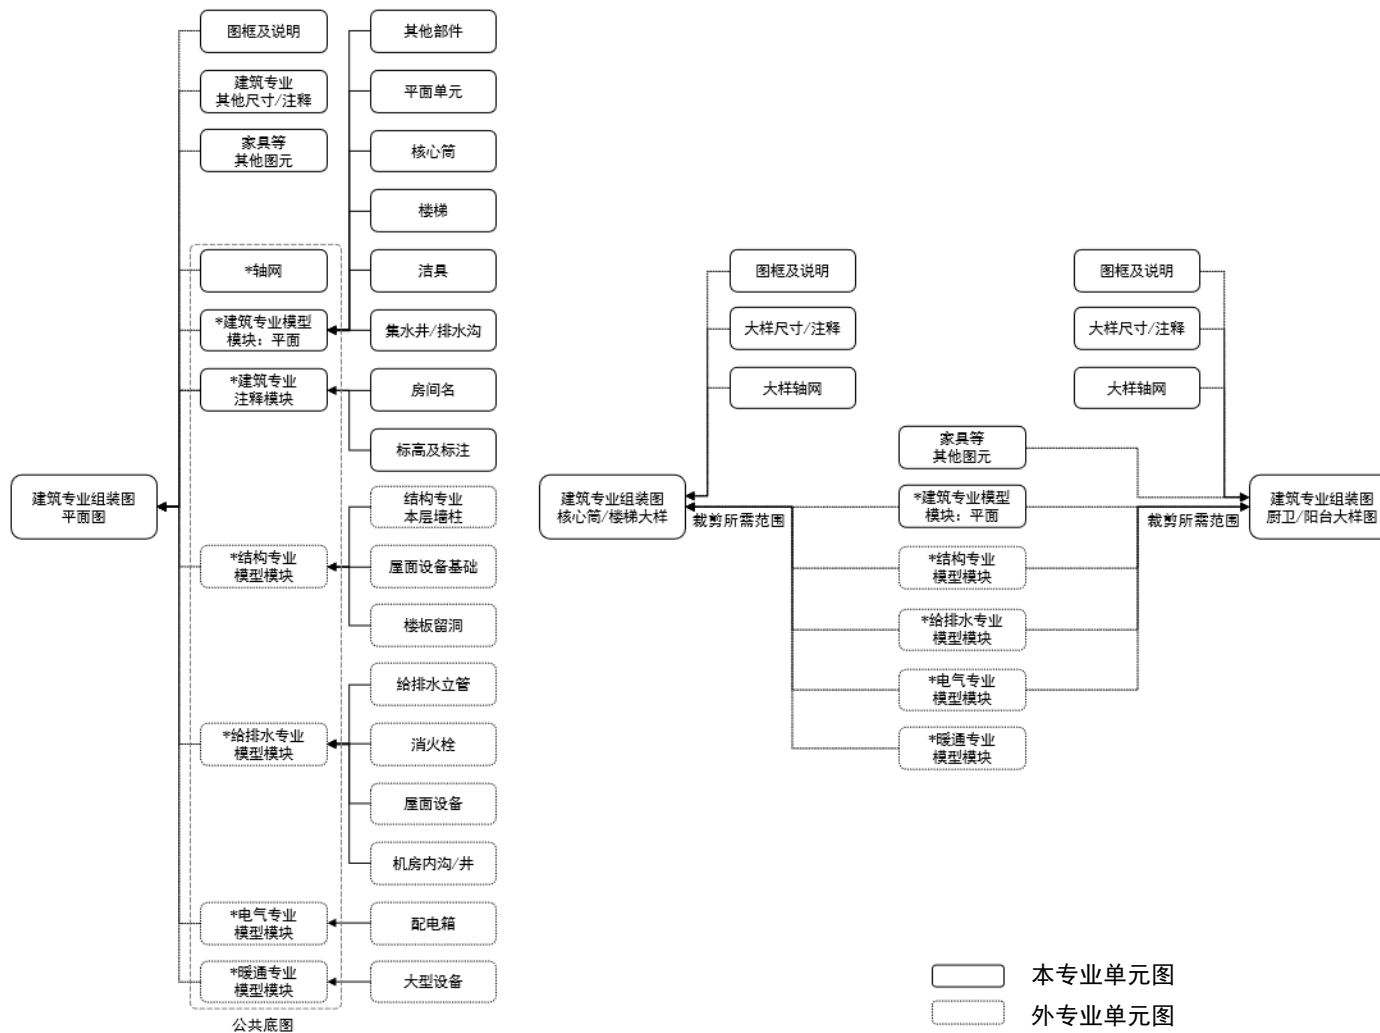 图框及说明
建筑专业
其他尺寸/注释
家具等
其他图元
*轴网
*建筑专业模型
模块：平面
*建筑专业
注释模块
*结构专业
模型模块
*给排水专业
模型模块
*电气专业
模型模块
*暖通专业
模型模块
公共底图
建筑专业组装图
平面图
其他部件
平面单元
核心筒
楼梯
洁具
集水井/排水沟
房间名
标高及标注
结构专业
本层墙柱
屋面设备基础
楼板留洞
给排水立管
消火栓
屋面设备
机房内沟/井
配电箱
大型设备
图框及说明
大样尺寸/注释
大样轴网
建筑专业组装图
核心筒/楼梯大样
裁剪所需范围
家具等
其他图元
*建筑专业模型
模块：平面
*结构专业
模型模块
*给排水专业
模型模块
*电气专业
模型模块
*暖通专业
模型模块
图框及说明
大样尺寸/注释
大样轴网
裁剪所需范围
建筑专业组装图
厨卫/阳台大样图
本专业单元图
外专业单元图